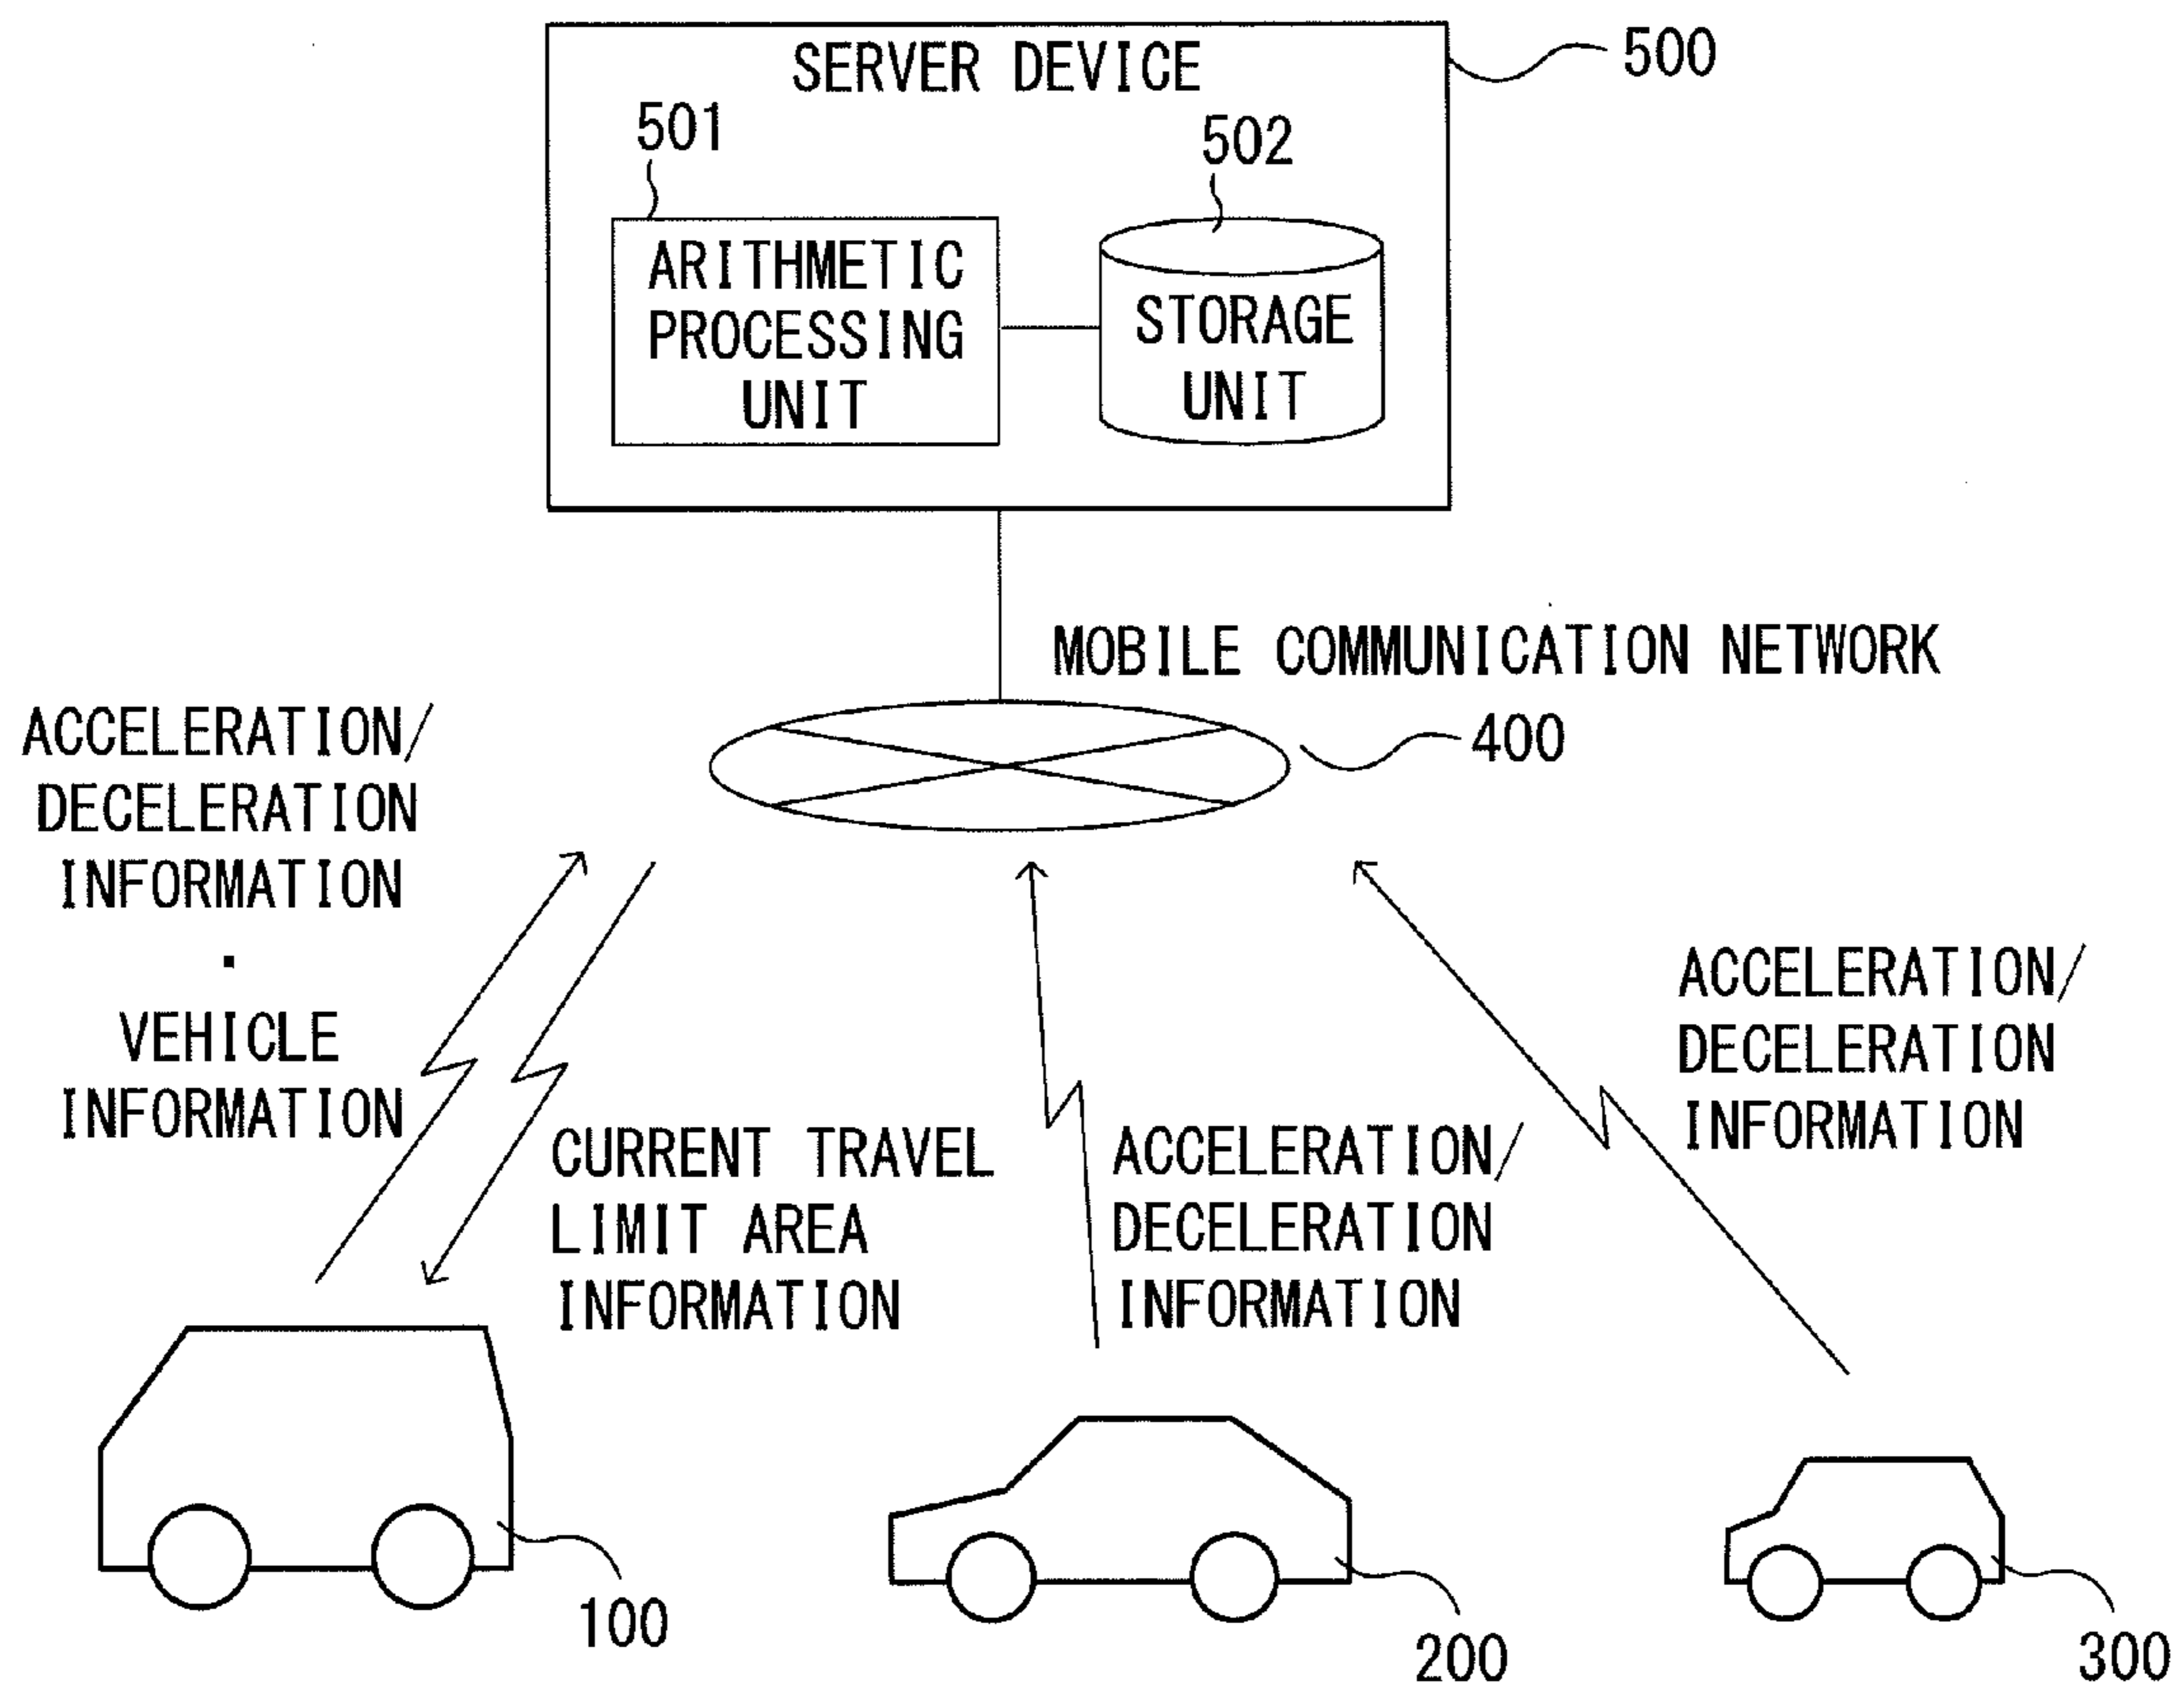 SERVER DEVICE
500
501
502
ARITHMETIC
PROCESSING
UNIT
STORAGE
UNIT
MOBILE COMMUNICATION NETWORK
400
ACCELERATION/
DECELERATION
INFORMATION
・
VEHICLE
INFORMATION
CURRENT TRAVEL
LIMIT AREA
INFORMATION
ACCELERATION/
DECELERATION
INFORMATION
ACCELERATION/
DECELERATION
INFORMATION
100
200
300